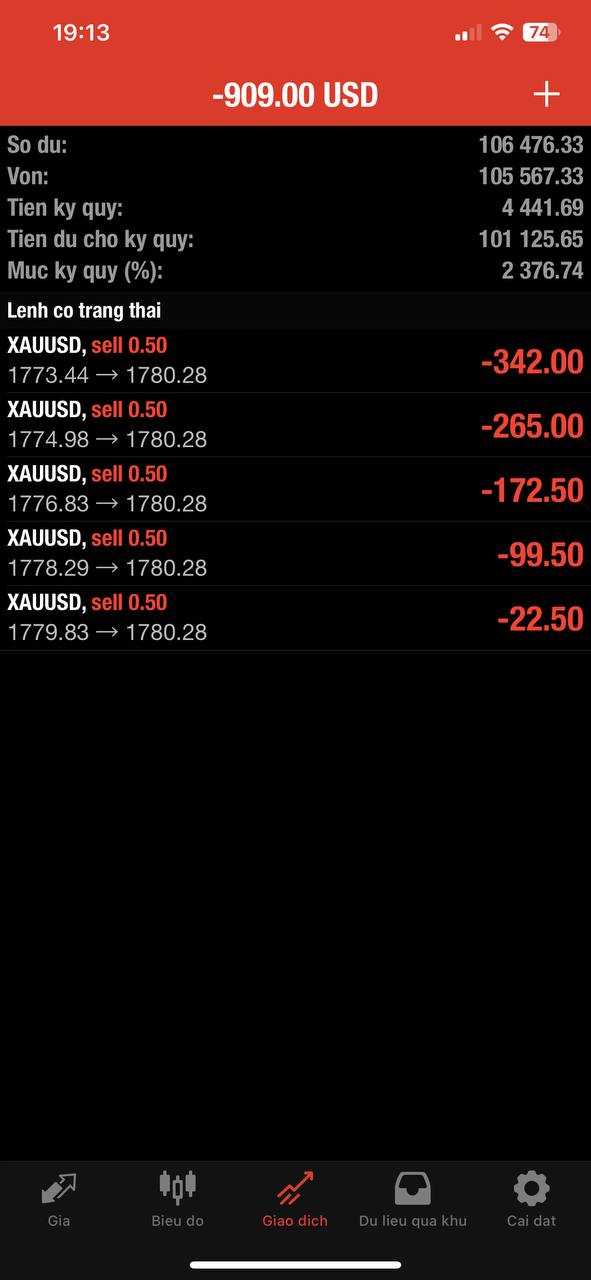 19:13
74
-909.00 USD
So du: 106 476.33
Von: 105 567.33
Tien ky quy: 4 441.69
Tien du cho ky quy: 101 125.65
Muc ky quy (%): 2 376.74
Lenh co trang thai
XAUUSD, sell 0.50
1773.44 → 1780.28
-342.00
XAUUSD, sell 0.50
1774.98 → 1780.28
-265.00
XAUUSD, sell 0.50
1776.83 → 1780.28
-172.50
XAUUSD, sell 0.50
1778.29 → 1780.28
-99.50
XAUUSD, sell 0.50
1779.83 → 1780.28
-22.50
Gia Bieu do Giao dich Du lieu qua khu Cai dat